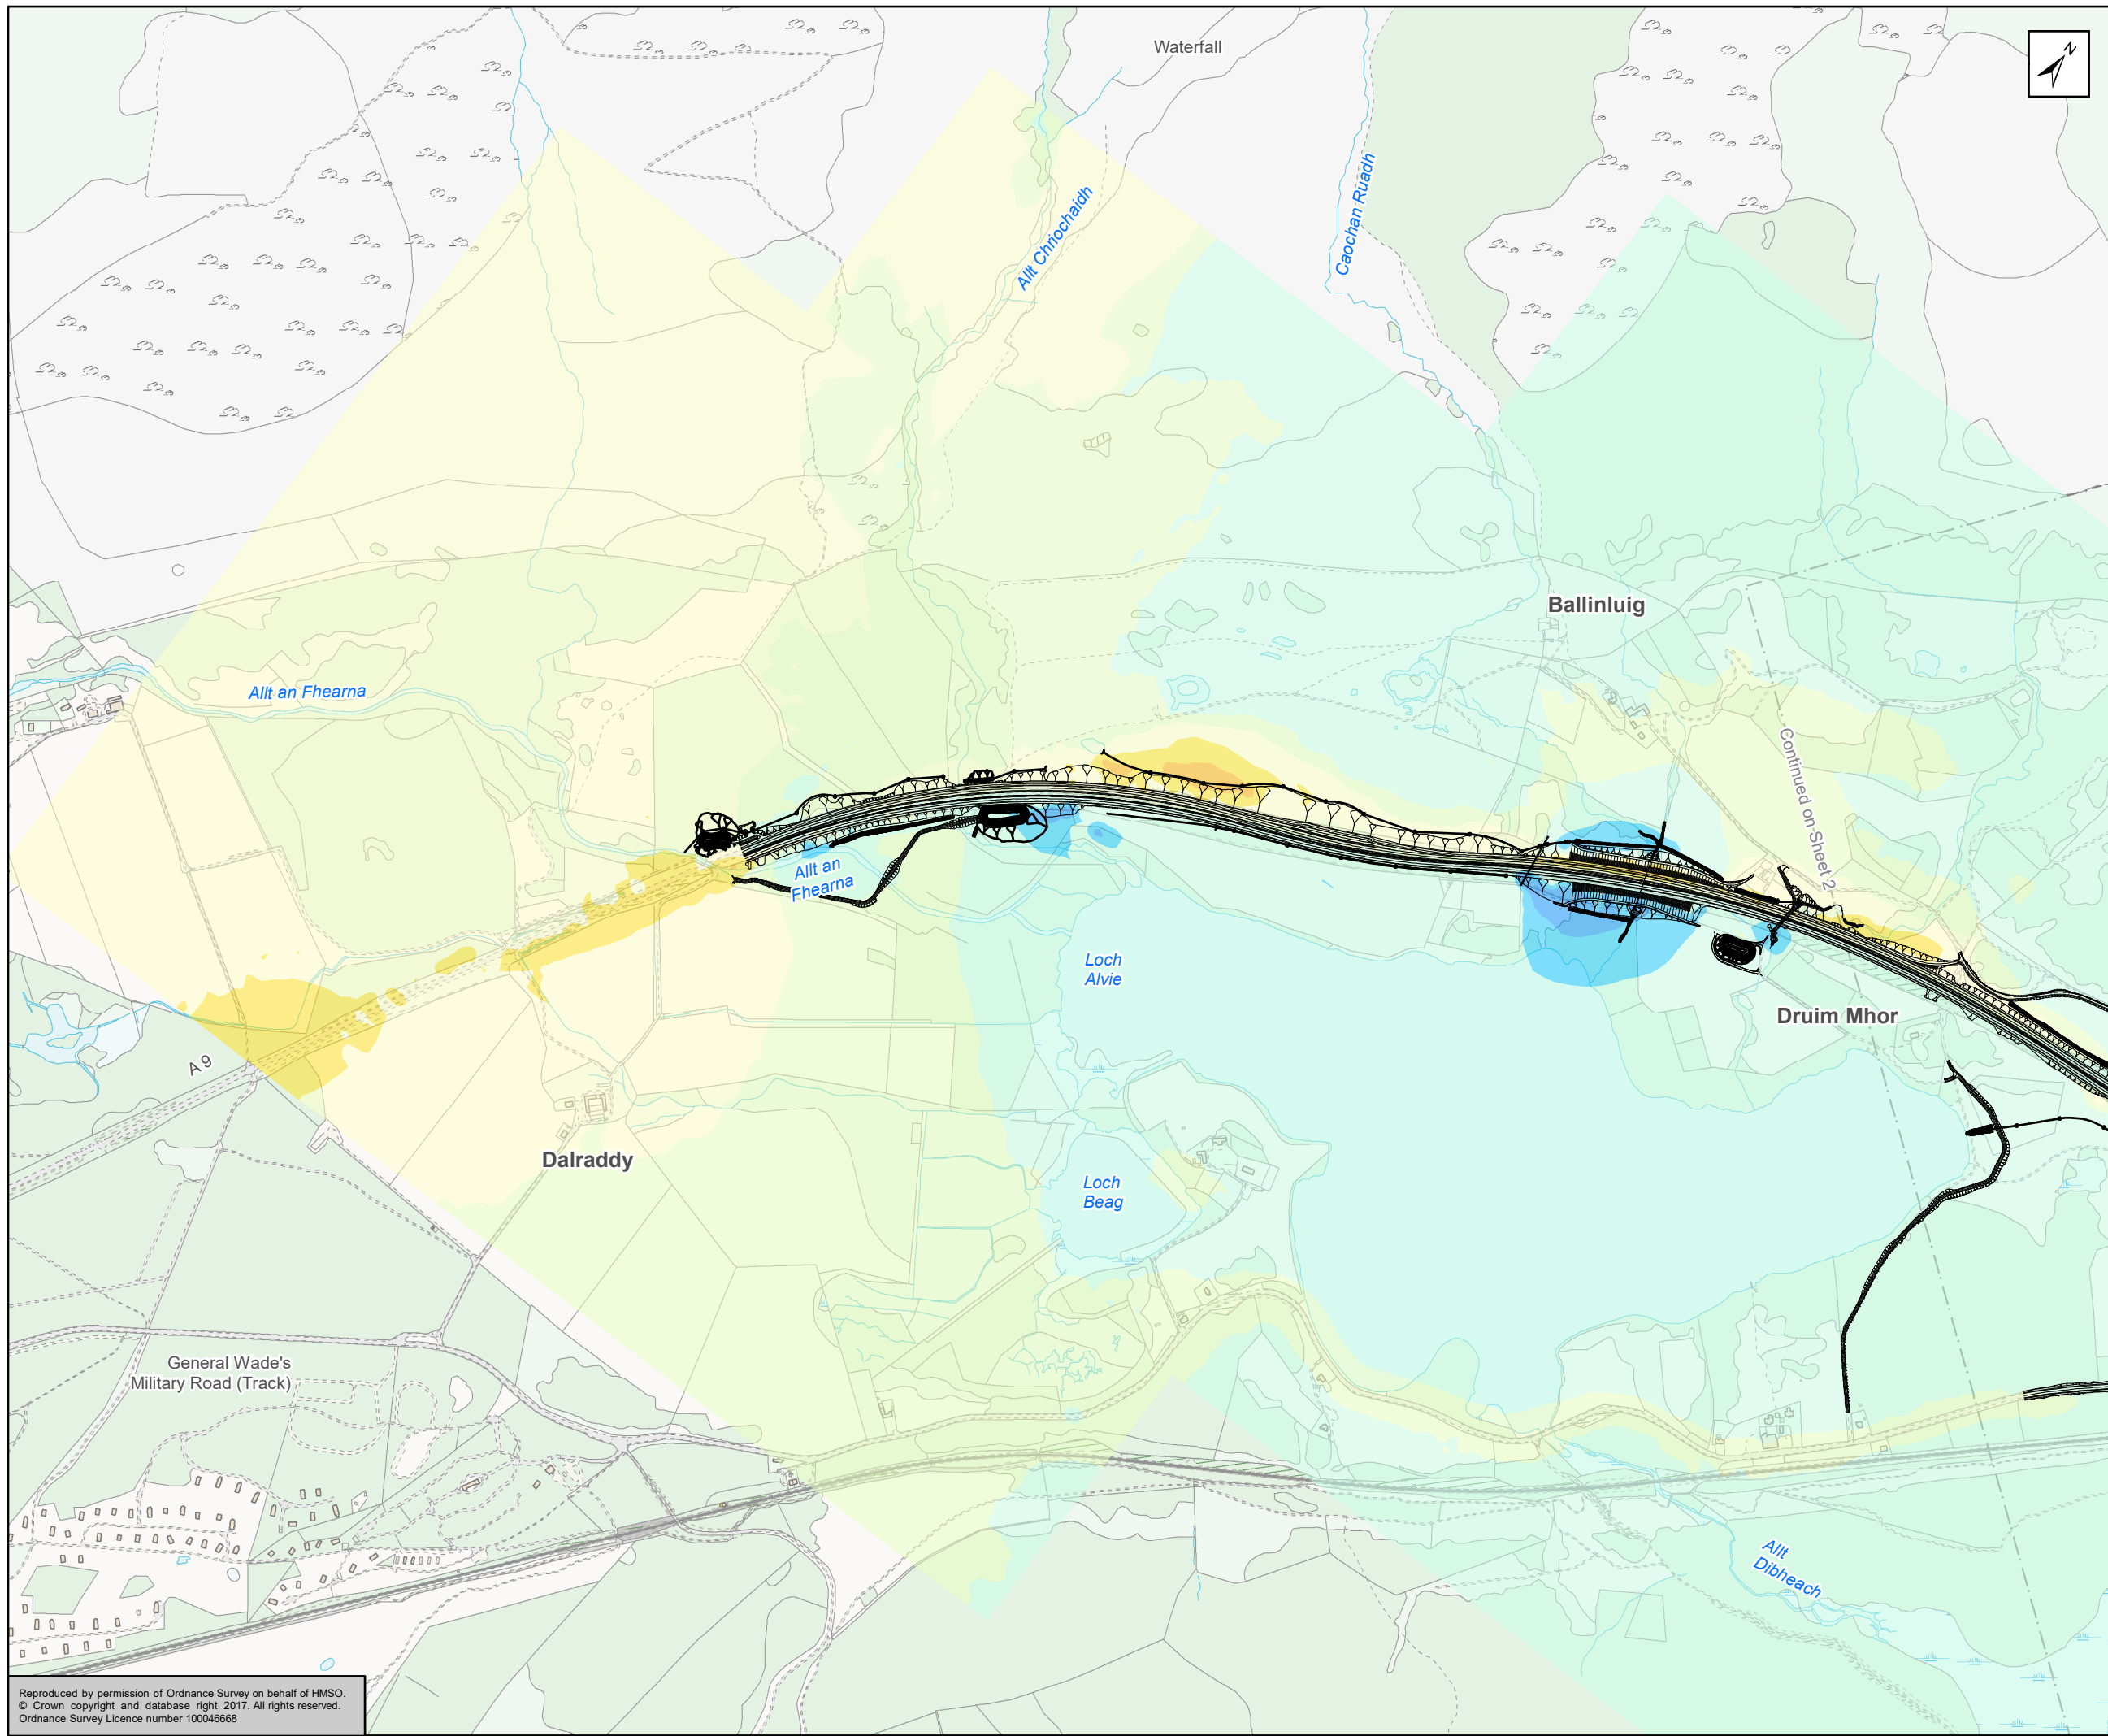 Waterfall
N
Allt Chriochaidh
Caochan Ruadh
Ballinluig
Allt an Fhearna
Continued on Sheet 2
Allt an
Fhearna
Loch
Alvie
Druim Mhor
A 9
Dalraddy
Loch
Beag
General Wade's
Military Road (Track)
Allt
Dibheach
Reproduced by permission of Ordnance Survey on behalf of HMSO.
© Crown copyright and database right 2017. All rights reserved.
Ordnance Survey Licence number 100046668